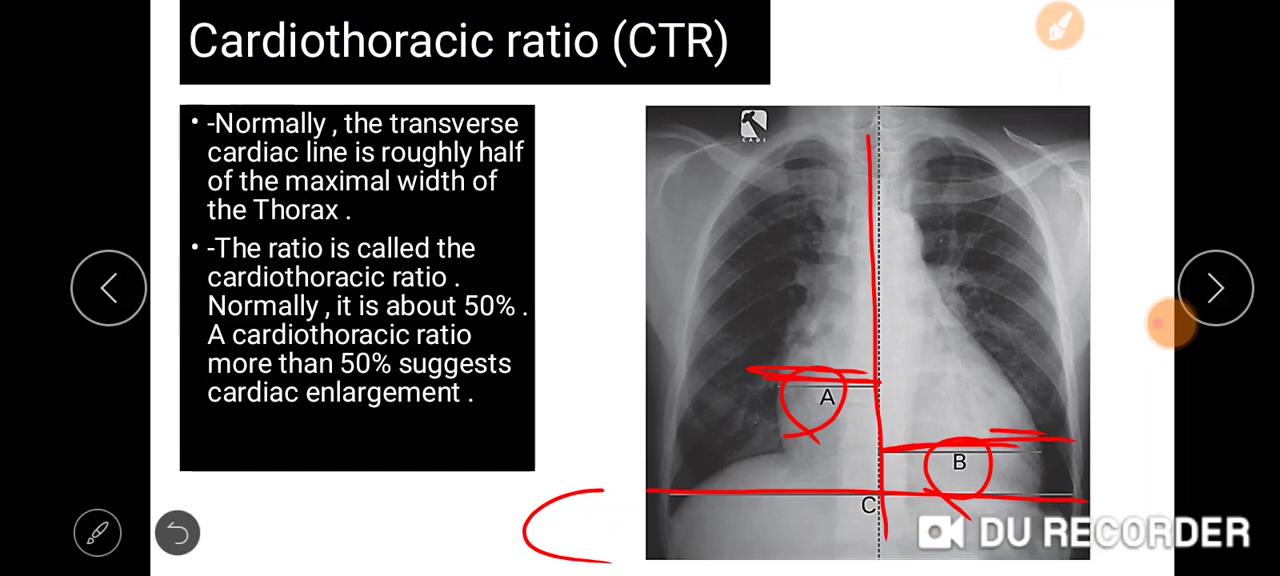 Cardiothoracic ratio (CTR)
• -Normally , the transverse
cardiac line is roughly half
of the maximal width of
the Thorax .
• -The ratio is called the
cardiothoracic ratio .
Normally , it is about 50% .
A cardiothoracic ratio
more than 50% suggests
cardiac enlargement .
CADI
A
B
C
DU RECORDER